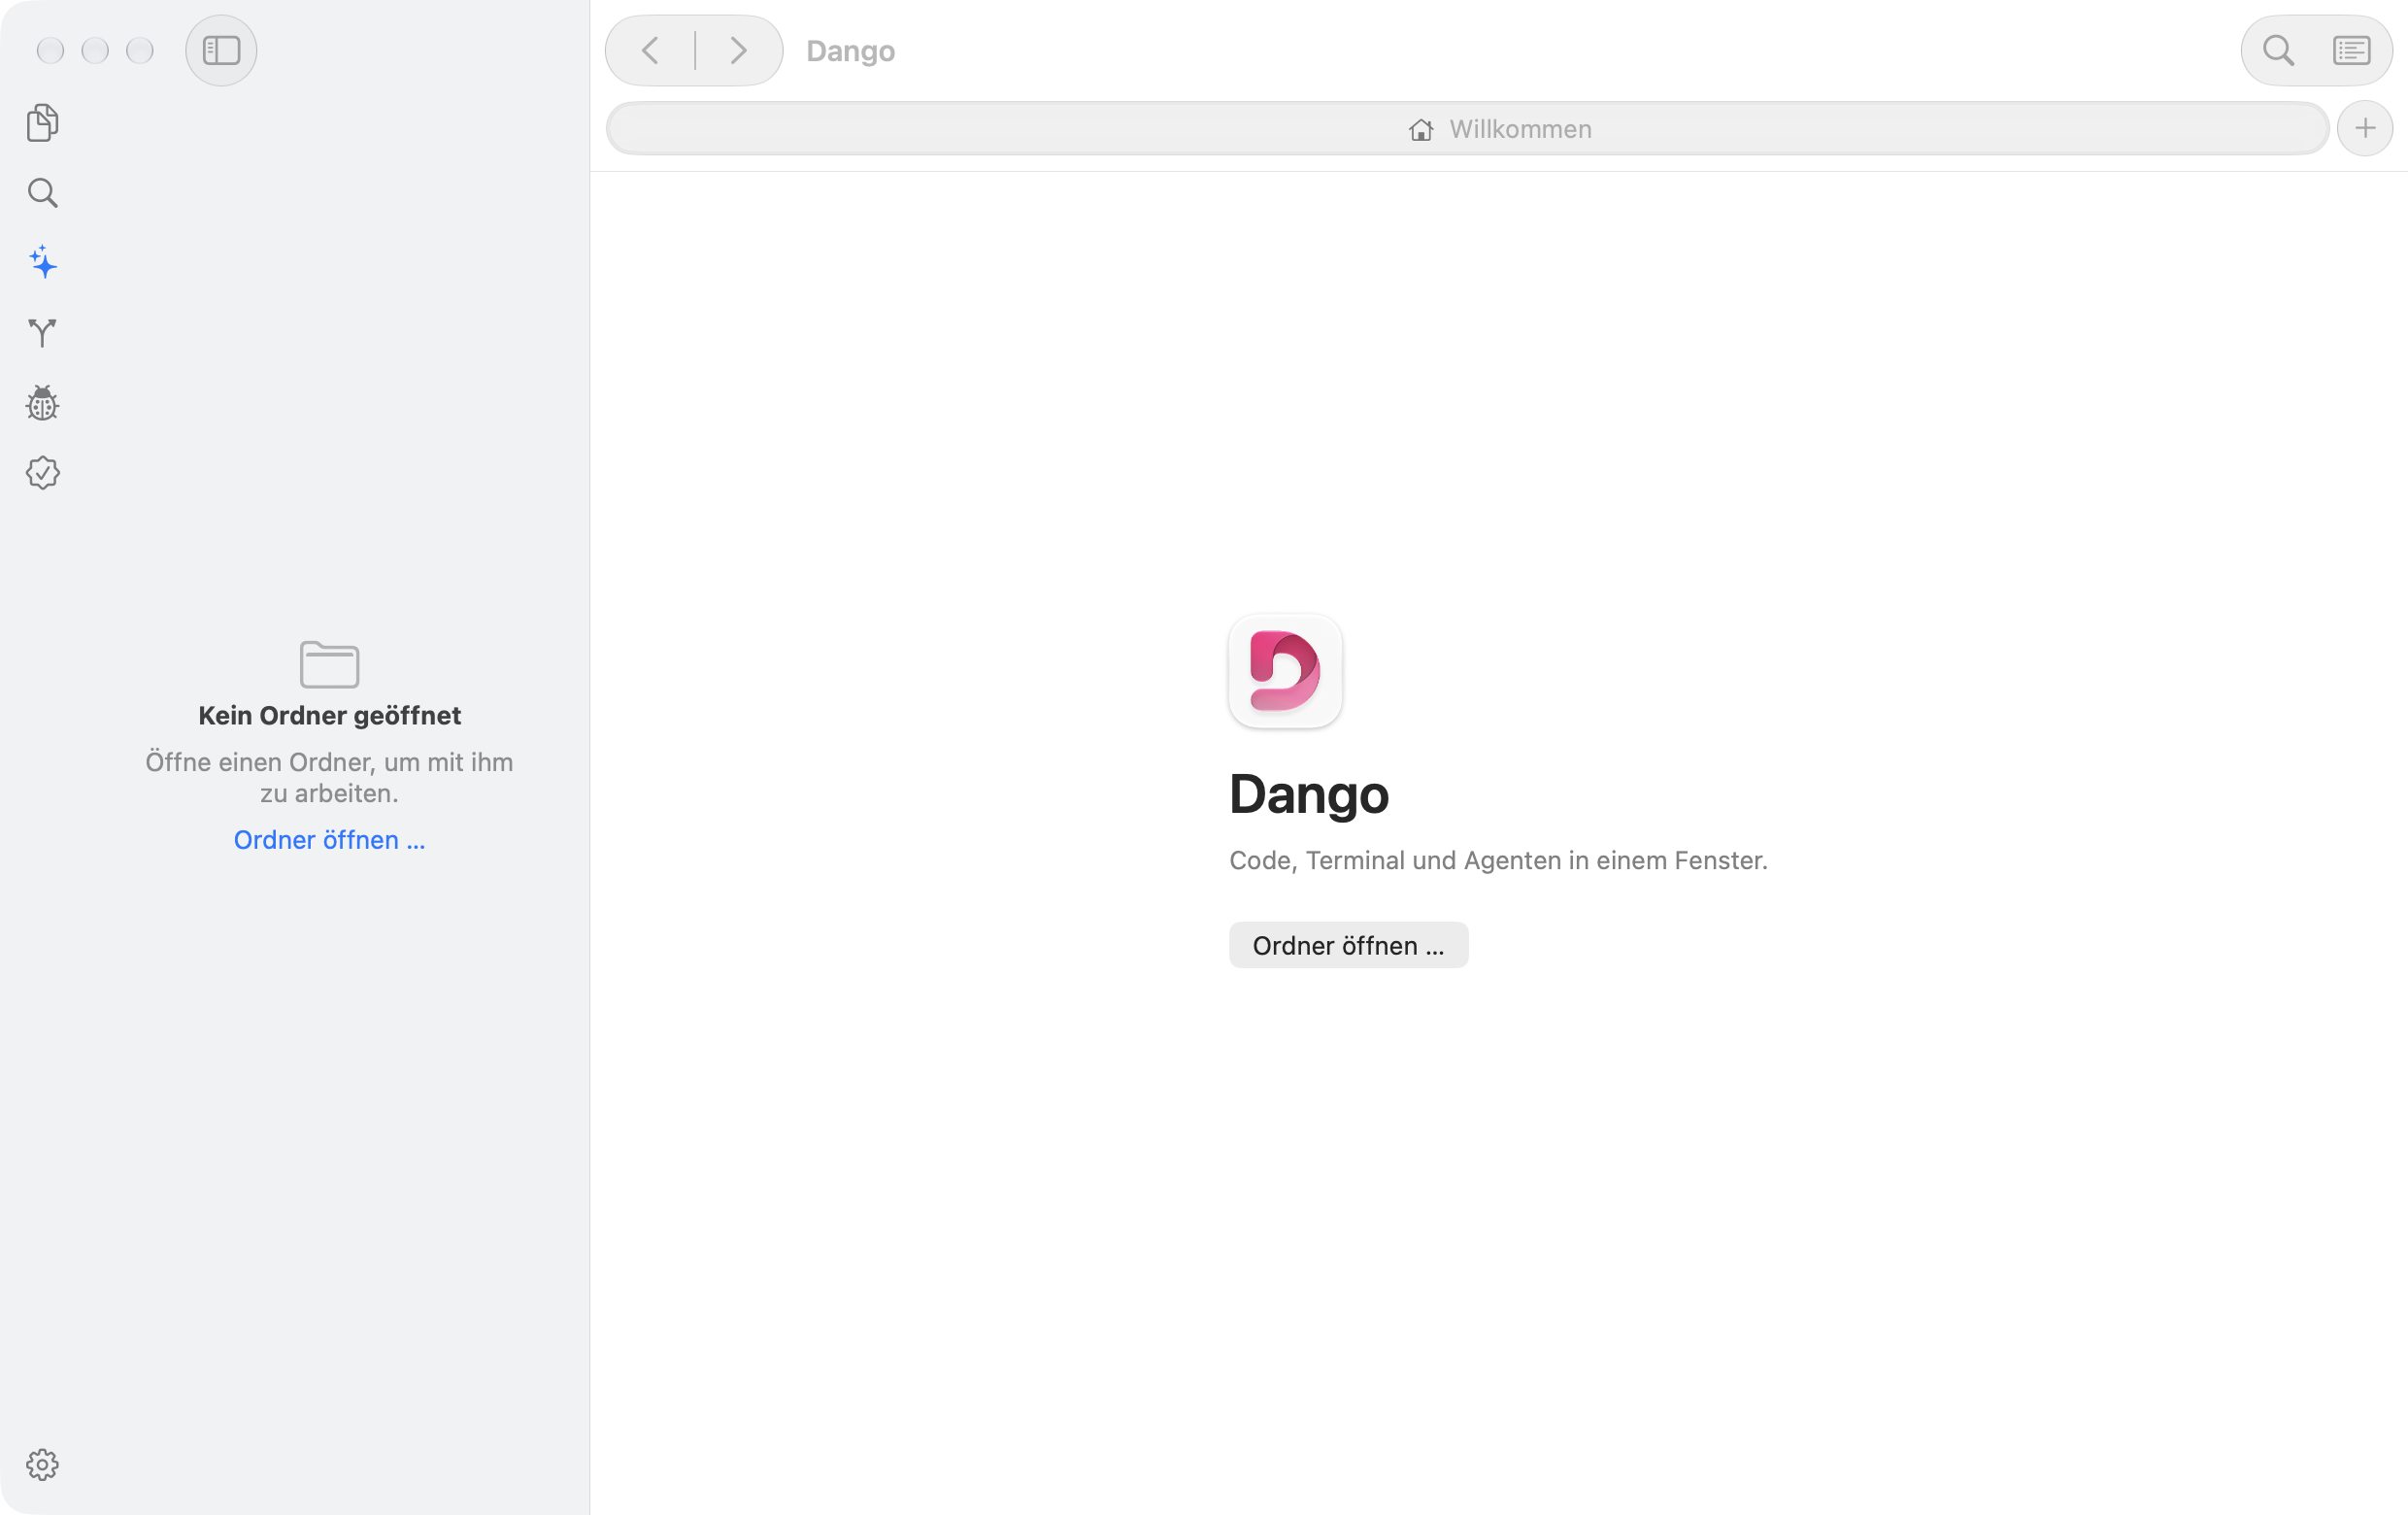 Dango
Willkommen
Kein Ordner geöffnet
Öffne einen Ordner, um mit ihm
zu arbeiten.
Ordner öffnen ...
Dango
Code, Terminal und Agenten in einem Fenster.
Ordner öffnen ...